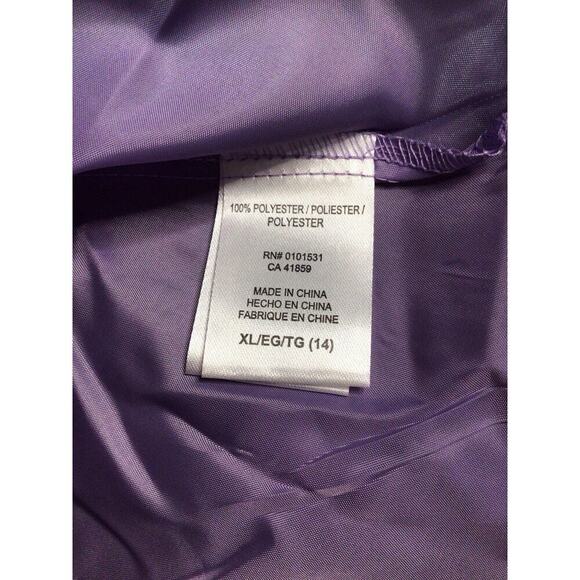 100% POLYESTER / POLIESTER /
POLYESTER
RN# 0101531
CA 41859
MADE IN CHINA
HECHO EN CHINA
FABRIQUE EN CHINE
XL/EG/TG (14)